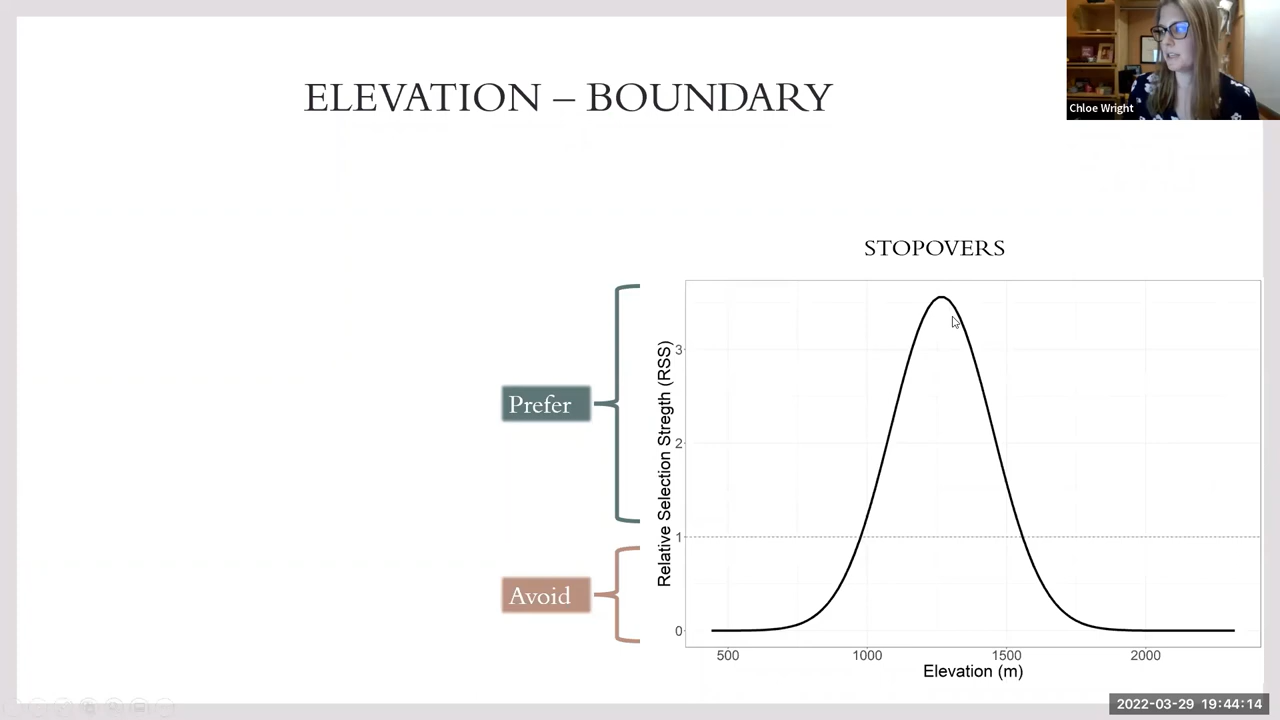 ELEVATION – BOUNDARY
Chloe Wright
STOPOVERS
Prefer
Avoid
Relative Selection Stregth (RSS)
3
2
1
0
500 1000 1500 2000
Elevation (m)
2022-03-29 19:44:14